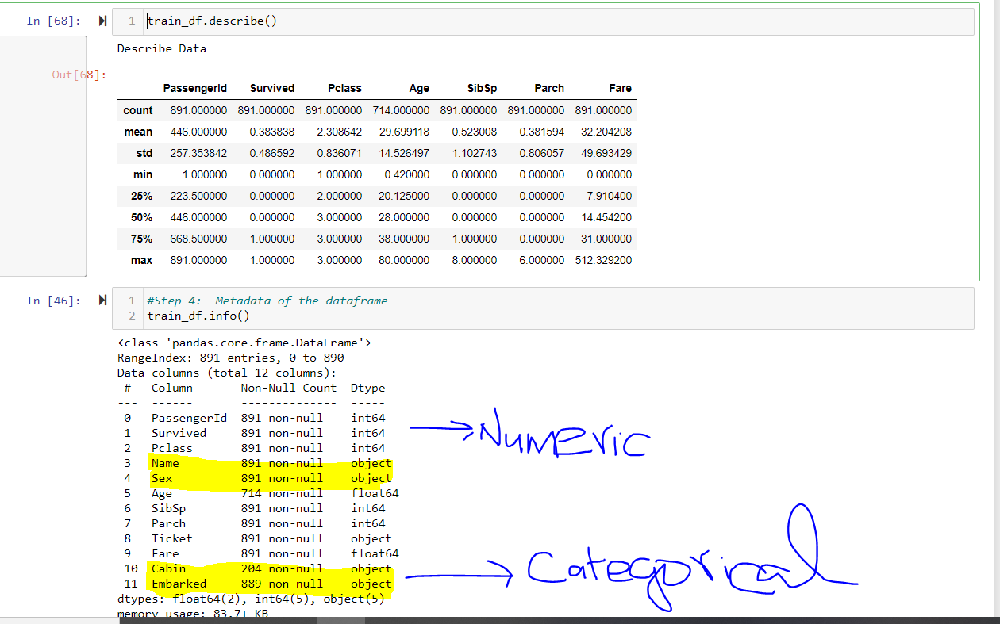 In [68]: 1 train_df.describe()
Describe Data
Out[68]:
PassengerId Survived Pclass Age SibSp Parch Fare
count 891.000000 891.000000 891.000000 714.000000 891.000000 891.000000 891.000000
mean 446.000000 0.383838 2.308642 29.699118 0.523008 0.381594 32.204208
std 257.353842 0.486592 0.836071 14.526497 1.102743 0.806057 49.693429
min 1.000000 0.000000 1.000000 0.420000 0.000000 0.000000 0.000000
25% 223.500000 0.000000 2.000000 20.125000 0.000000 0.000000 7.910400
50% 446.000000 0.000000 3.000000 28.000000 0.000000 0.000000 14.454200
75% 668.500000 1.000000 3.000000 38.000000 1.000000 0.000000 31.000000
max 891.000000 1.000000 3.000000 80.000000 8.000000 6.000000 512.329200
In [46]: 1 #Step 4:  Metadata of the dataframe
2 train_df.info()
<class 'pandas.core.frame.DataFrame'>
RangeIndex: 891 entries, 0 to 890
Data columns (total 12 columns):
# Column Non-Null Count Dtype
--- ------ -------------- -----
0 PassengerId 891 non-null int64
1 Survived 891 non-null int64 Numeric
2 Pclass 891 non-null int64
3 Name 891 non-null object
4 Sex 891 non-null object
5 Age 714 non-null float64
6 SibSp 891 non-null int64
7 Parch 891 non-null int64
8 Ticket 891 non-null object
9 Fare 891 non-null float64
10 Cabin 204 non-null object Categorical
11 Embarked 889 non-null object
dtypes: float64(2), int64(5), object(5)
memory usage: 83.7+ KB